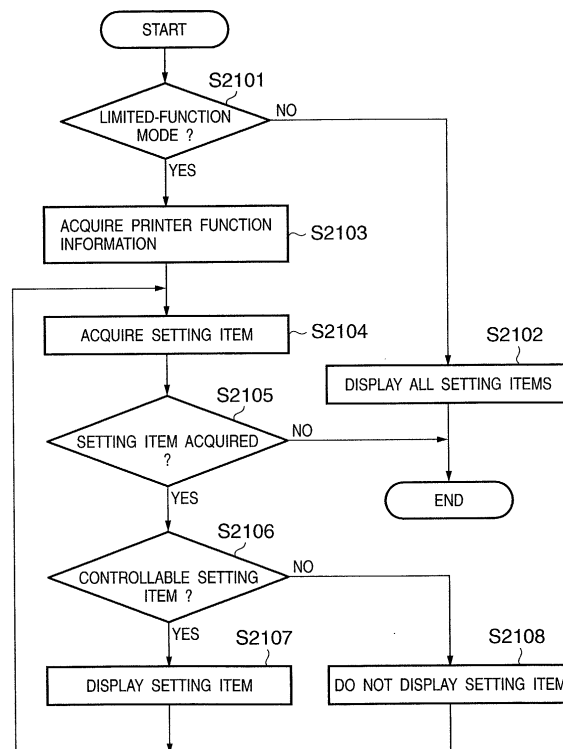 START
S2101
LIMITED-FUNCTION
MODE ?
NO
YES
ACQUIRE PRINTER FUNCTION
INFORMATION
S2103
ACQUIRE SETTING ITEM
S2104
S2102
DISPLAY ALL SETTING ITEMS
S2105
SETTING ITEM ACQUIRED
?
NO
YES
END
S2106
CONTROLLABLE SETTING
ITEM ?
NO
YES
S2107
DISPLAY SETTING ITEM
S2108
DO NOT DISPLAY SETTING ITEM